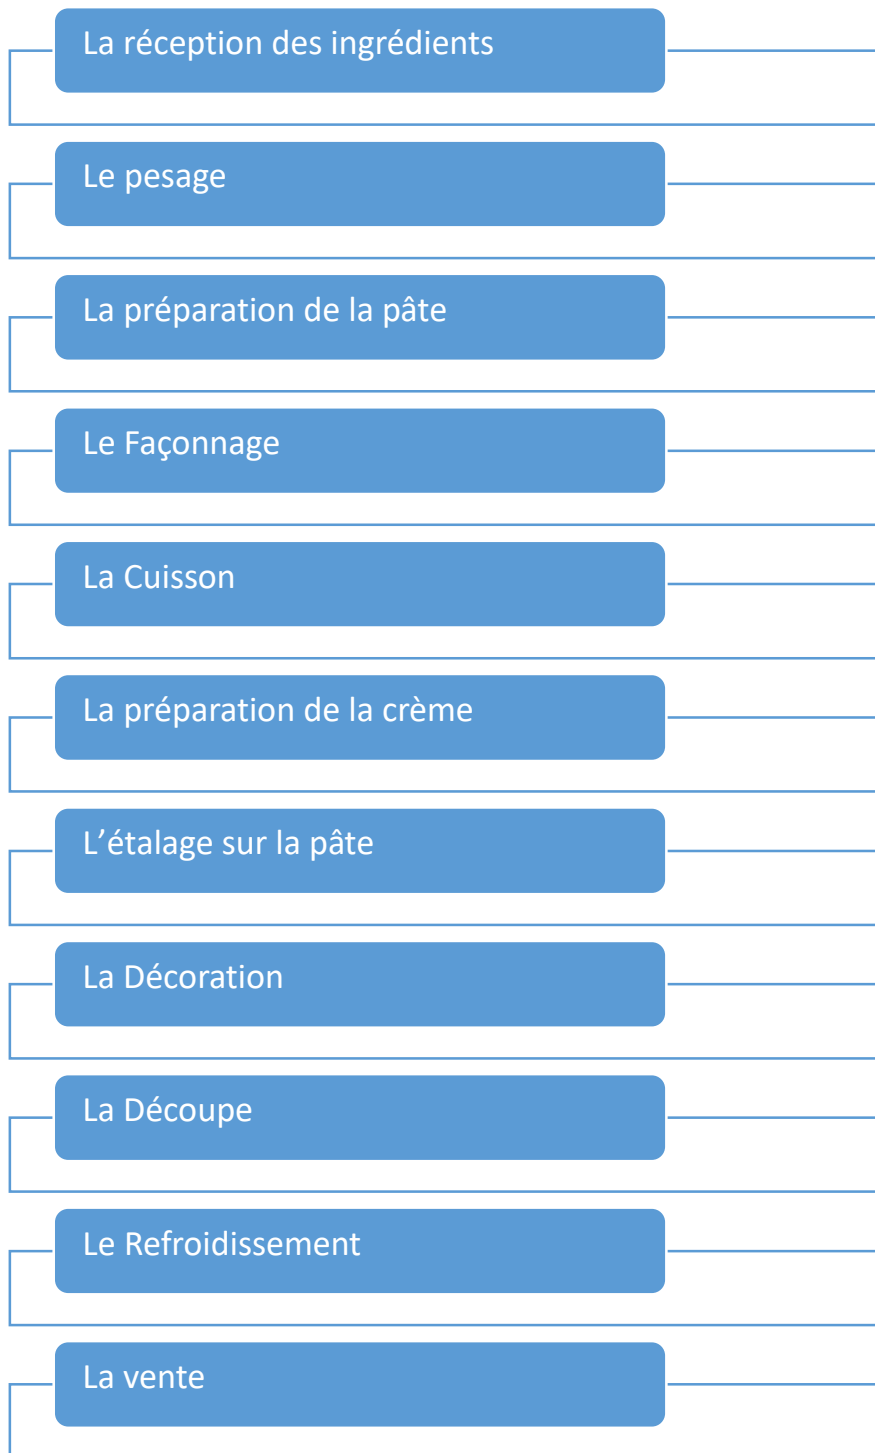 La réception des ingrédients
Le pesage
La préparation de la pâte
Le Façonnage
La Cuisson
La préparation de la crème
L’étalage sur la pâte
La Décoration
La Découpe
Le Refroidissement
La vente